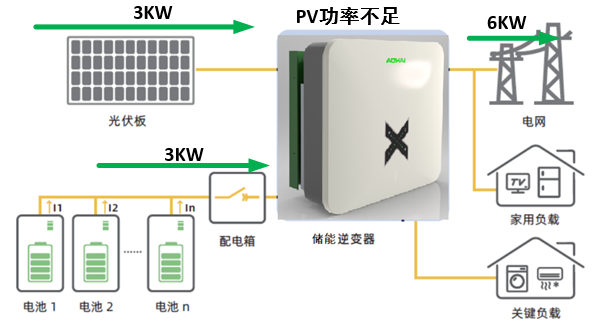 3KW
PV功率不足
6KW
AOHAI
光伏板
电网
3KW
I1
I2
In
TV
配电箱
家用负载
储能逆变器
......
电池 1
电池 2
电池 n
关键负载